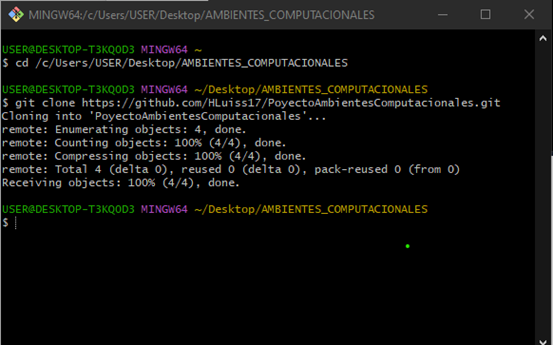 MINGW64:/c/Users/USER/Desktop/AMBIENTES_COMPUTACIONALES
USER@DESKTOP-T3KQOD3 MINGW64 ~
$ cd /c/Users/USER/Desktop/AMBIENTES_COMPUTACIONALES
USER@DESKTOP-T3KQOD3 MINGW64 ~/Desktop/AMBIENTES_COMPUTACIONALES
$ git clone https://github.com/HLuiss17/PoyectoAmbientesComputacionales.git
Cloning into 'PoyectoAmbientesComputacionales'...
remote: Enumerating objects: 4, done.
remote: Counting objects: 100% (4/4), done.
remote: Compressing objects: 100% (4/4), done.
remote: Total 4 (delta 0), reused 0 (delta 0), pack-reused 0 (from 0)
Receiving objects: 100% (4/4), done.
USER@DESKTOP-T3KQOD3 MINGW64 ~/Desktop/AMBIENTES_COMPUTACIONALES
$